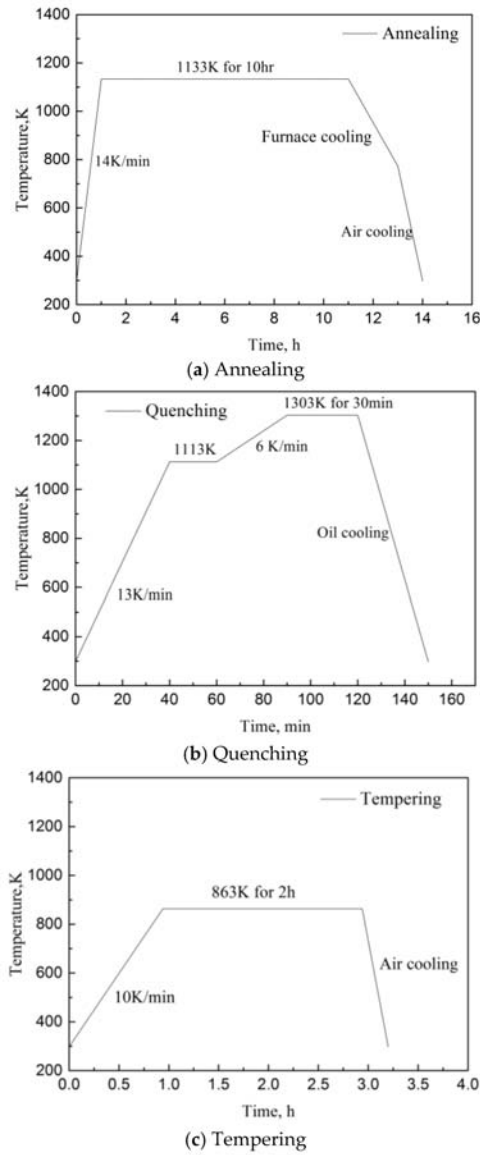 1400
Annealing
1200
1133K for 10hr
1000
Furnace cooling
Temperature,K
800
14K/min
600
Air cooling
400
200
0 2 4 6 8 10 12 14 16
Time, h
(a) Annealing
1400
Quenching
1303K for 30min
1200
1113K
6 K/min
1000
Temperature,K
800
Oil cooling
600
13K/min
400
200
0 20 40 60 80 100 120 140 160
Time, min
(b) Quenching
1400
Tempering
1200
1000
863K for 2h
Temperature,K
800
Air cooling
600
10K/min
400
200
0.0 0.5 1.0 1.5 2.0 2.5 3.0 3.5 4.0
Time, h
(c) Tempering